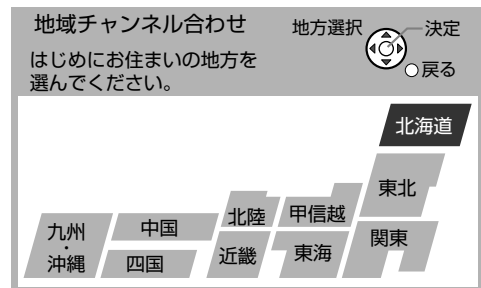 地域チャンネル合わせ
地方選択
決定
はじめにお住まいの地方を
選んでください。
戻る
北海道
東北
北陸
甲信越
九州
・
沖縄
中国
関東
四国
近畿
東海